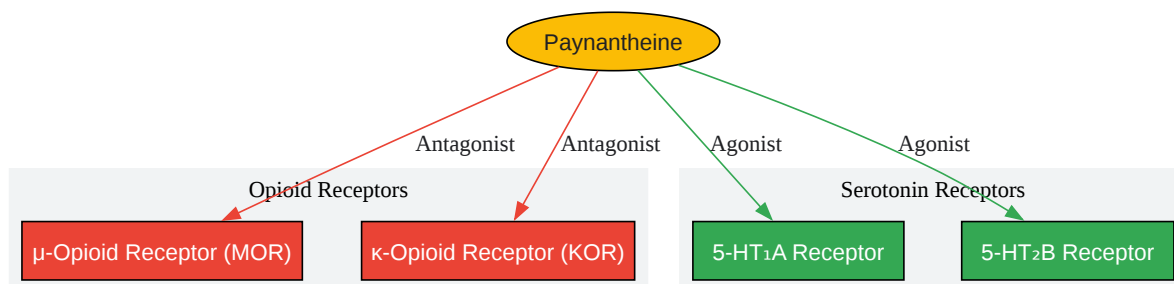 Paynantheine
Antagonist
Antagonist
Agonist
Agonist
Opioid Receptors
Serotonin Receptors
μ-Opioid Receptor (MOR)
κ-Opioid Receptor (KOR)
5-HT₁A Receptor
5-HT₂B Receptor